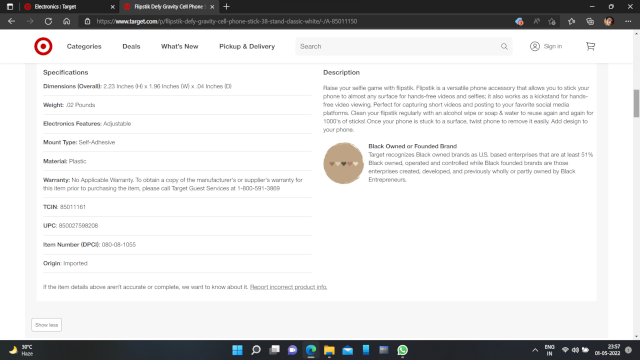 Electronics : Target
Flipstik Defy Gravity Cell Phone
https://www.target.com/p/flipstik-defy-gravity-cell-phone-stick-38-stand-classic-white/-/A-85011150
Categories
Deals
What's New
Pickup & Delivery
Search
Sign in
Specifications
Dimensions (Overall): 2.23 Inches (H) x 1.96 Inches (W) x .04 Inches (D)
Weight: .02 Pounds
Electronics Features: Adjustable
Mount Type: Self-Adhesive
Material: Plastic
Warranty: No Applicable Warranty. To obtain a copy of the manufacturer's or supplier's warranty for
this item prior to purchasing the item, please call Target Guest Services at 1-800-591-3869
TCIN: 85011161
UPC: 850027598208
Item Number (DPCI): 080-08-1055
Origin: Imported
Description
Raise your selfie game with flipstik. Flipstik is a versatile phone accessory that allows you to stick your
phone to almost any surface for hands-free videos and selfies; it also works as a kickstand for hands-
free video viewing. Perfect for capturing short videos and posting to your favorite social media
platforms. Clean your flipstik regularly with an alcohol wipe or soap & water to reuse again and again for
1000's of sticks! Once your phone is stuck to a surface, twist phone to remove it easily. Add design to
your phone.
Black Owned or Founded Brand
Target recognizes Black owned brands as U.S. based enterprises that are at least 51%
Black owned, operated and controlled while Black founded brands are those
enterprises created, developed, and previously wholly or partly owned by Black
Entrepreneurs.
If the item details above aren't accurate or complete, we want to know about it. Report incorrect product info.
Show less
30°C
Haze
ENG
IN
23:57
01-05-2022